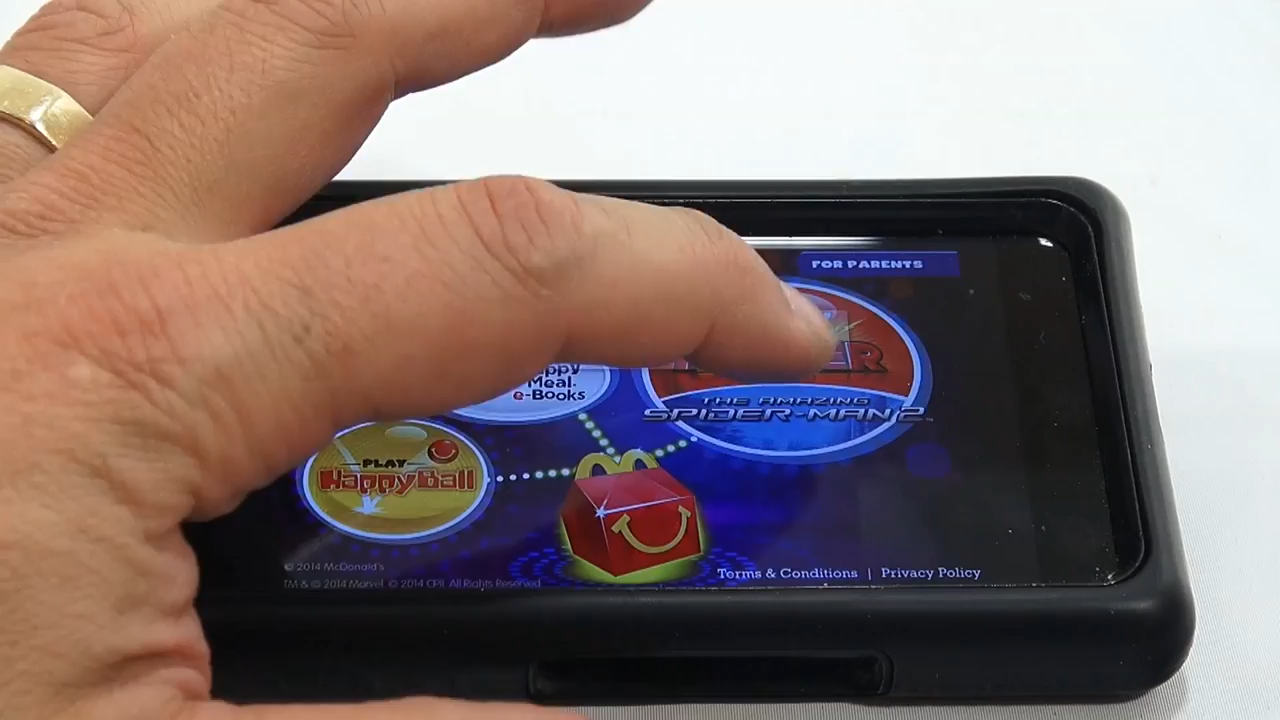 FOR PARENTS
THE AMAZING
SPIDER-MAN 2
Meal
e-Books
PLAY
HappyBall
© 2014 McDonald's
TM & © 2014 Marvel. © 2014 CPII. All Rights Reserved
Terms & Conditions | Privacy Policy